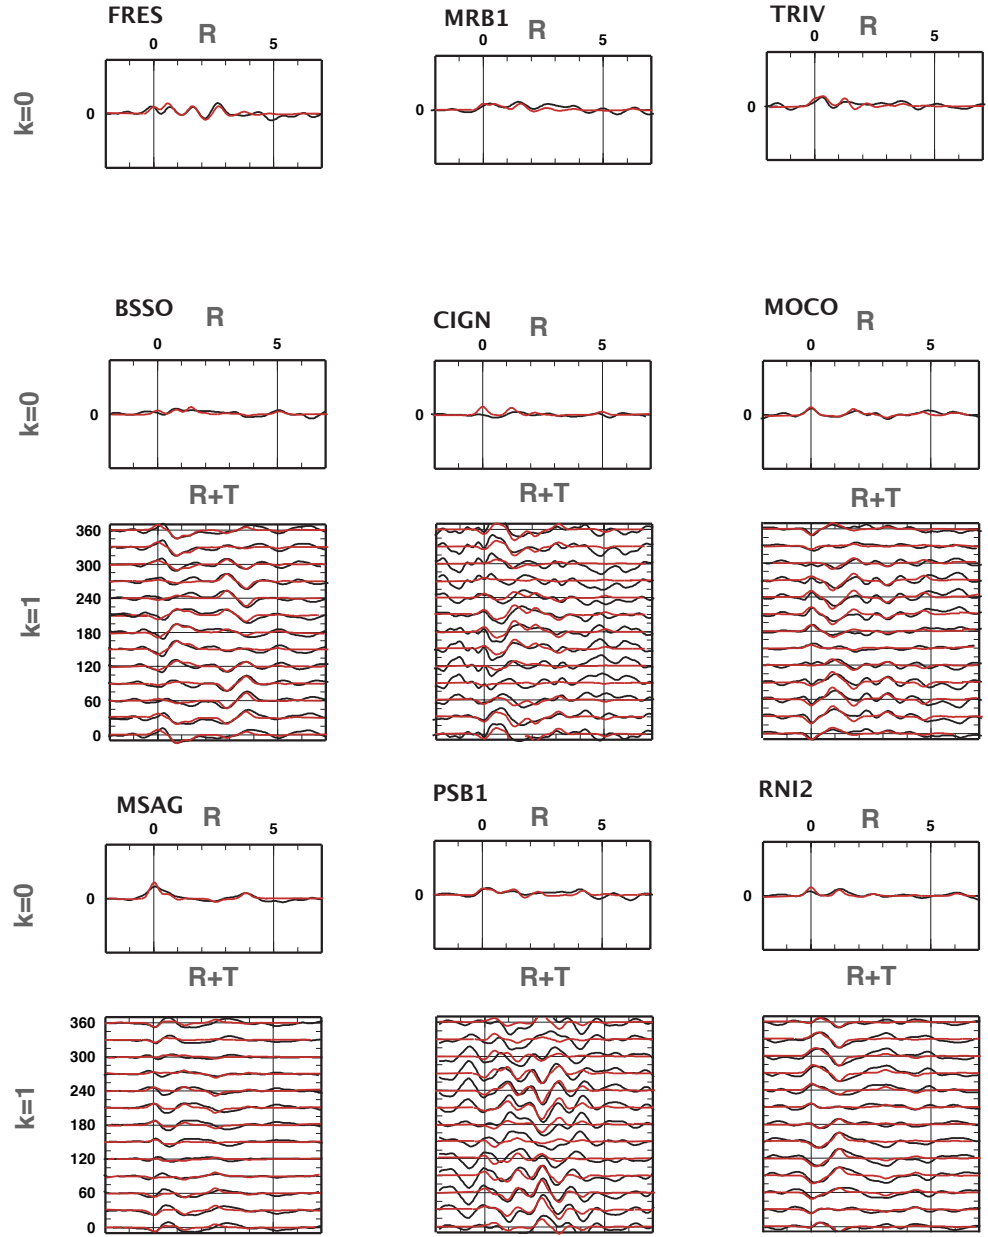 FRES R MRB1 R TRIV R
0 5 0 5 0 5
k=0 0 0 0
BSSO R CIGN R MOCO R
0 5 0 5 0 5
k=0 0 0 0
R+T R+T R+T
k=1
360
300
240
180
120
60
0
MSAG R PSB1 R RNI2 R
0 5 0 5 0 5
k=0 0 0 0
R+T R+T R+T
k=1
360
300
240
180
120
60
0